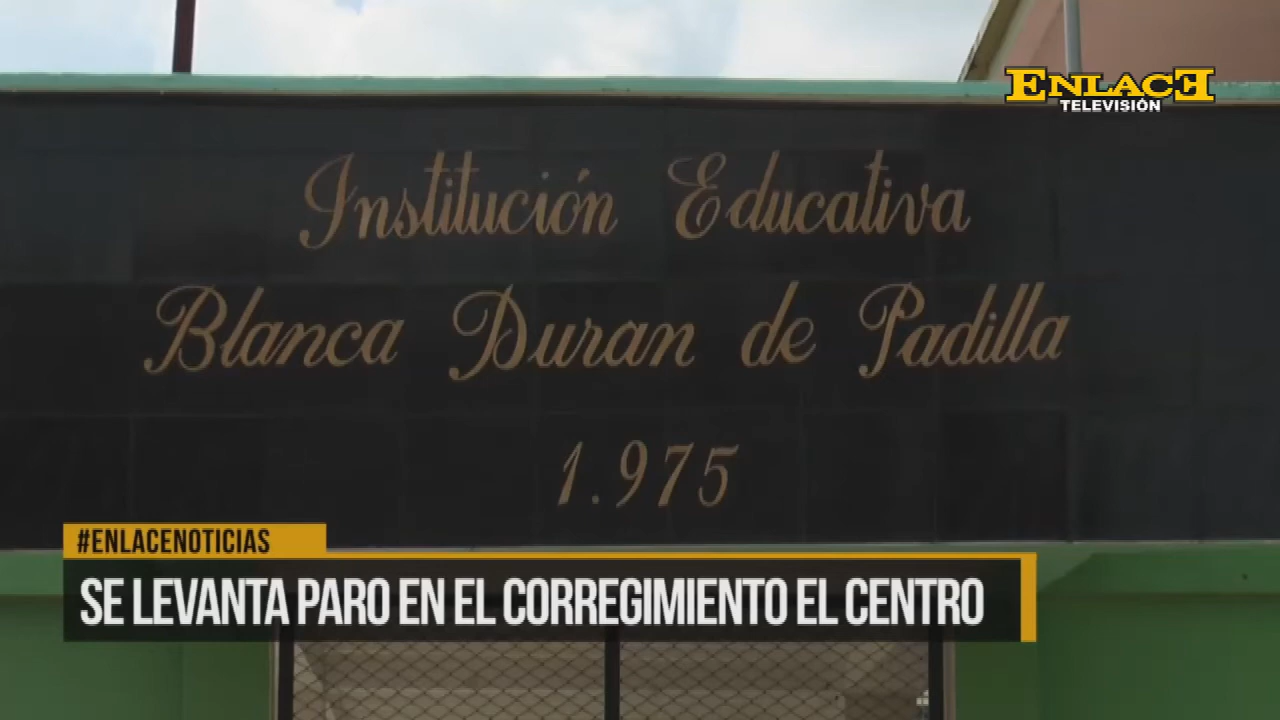 ENLACE
TELEVISIÓN
Institución Educativa
Blanca Duran de Padilla
1.975
#ENLACENOTICIAS
SE LEVANTA PARO EN EL CORREGIMIENTO EL CENTRO